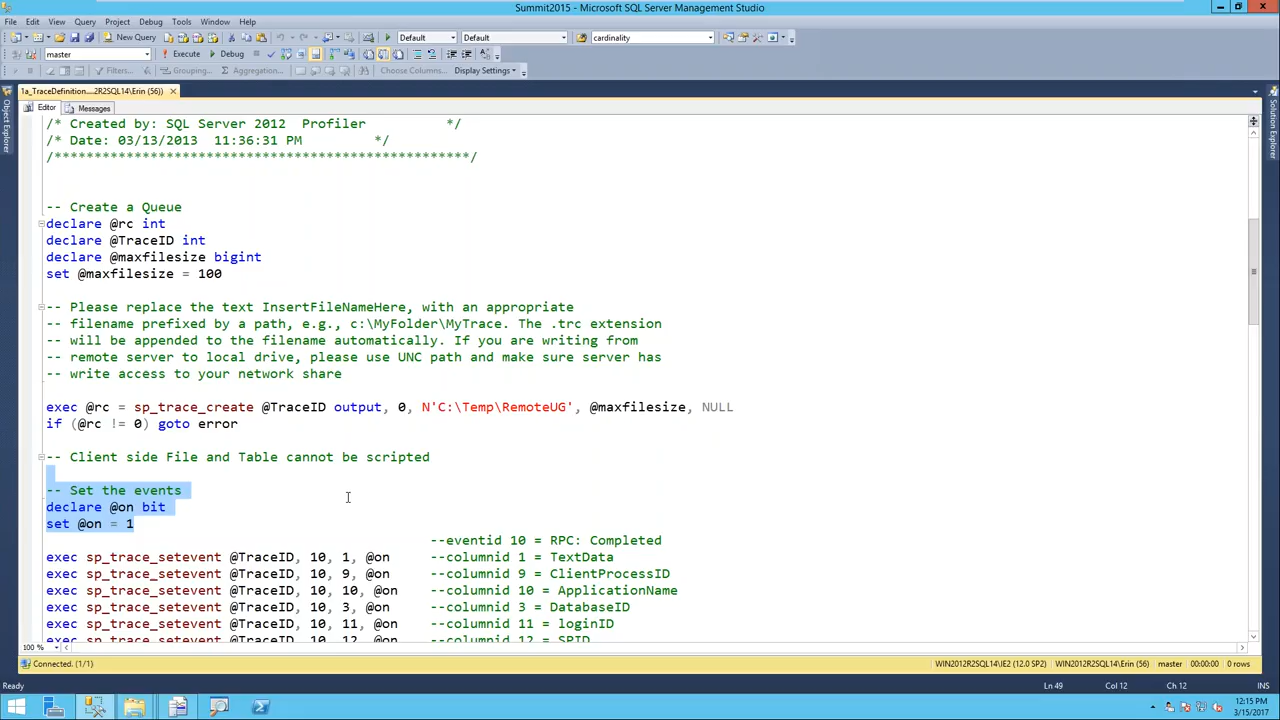 Summit2015 - Microsoft SQL Server Management Studio
File Edit View Query Project Debug Tools Window Help
New Query Default Default cardinality
master Execute Debug
Filters... Grouping... Aggregation... Choose Columns... Display Settings
1a_TraceDefinition....2R2SQL14\Erin (56))
Editor Messages
Object Explorer
Solution Explorer
/* Created by: SQL Server 2012  Profiler          */
/* Date: 03/13/2013  11:36:31 PM         */
/****************************************************/
-- Create a Queue
declare @rc int
declare @TraceID int
declare @maxfilesize bigint
set @maxfilesize = 100
-- Please replace the text InsertFileNameHere, with an appropriate
-- filename prefixed by a path, e.g., c:\MyFolder\MyTrace. The .trc extension
-- will be appended to the filename automatically. If you are writing from
-- remote server to local drive, please use UNC path and make sure server has
-- write access to your network share
exec @rc = sp_trace_create @TraceID output, 0, N'C:\Temp\RemoteUG', @maxfilesize, NULL
if (@rc != 0) goto error
-- Client side File and Table cannot be scripted
-- Set the events
declare @on bit
set @on = 1
--eventid 10 = RPC: Completed
exec sp_trace_setevent @TraceID, 10, 1, @on --columnid 1 = TextData
exec sp_trace_setevent @TraceID, 10, 9, @on --columnid 9 = ClientProcessID
exec sp_trace_setevent @TraceID, 10, 10, @on --columnid 10 = ApplicationName
exec sp_trace_setevent @TraceID, 10, 3, @on --columnid 3 = DatabaseID
exec sp_trace_setevent @TraceID, 10, 11, @on --columnid 11 = loginID
exec sp_trace_setevent @TraceID, 10, 12, @on --columnid 12 = SPID
100 %
Connected. (1/1) WIN2012R2SQL14\IE2 (12.0 SP2) WIN2012R2SQL14\Erin (56) master 00:00:00 0 rows
Ready Ln 49 Col 12 Ch 12 INS
12:15 PM
3/15/2017